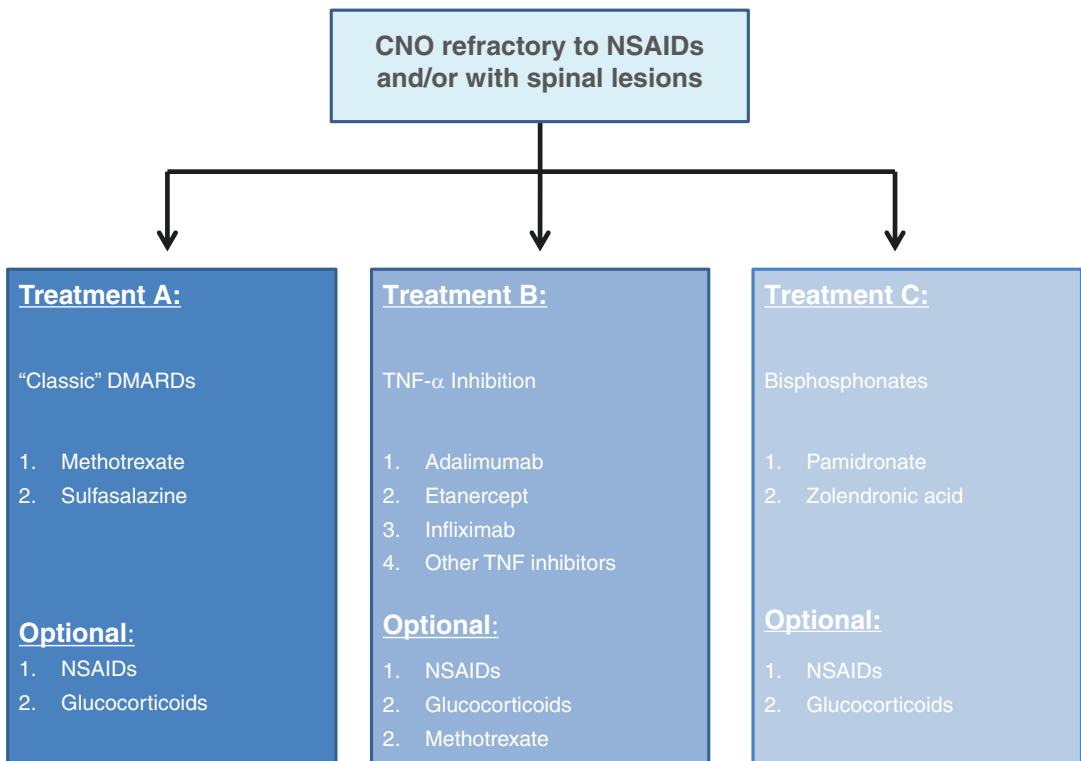 CNO refractory to NSAIDs
and/or with spinal lesions
Treatment A:
“Classic” DMARDs
1. Methotrexate
2. Sulfasalazine
Optional:
1. NSAIDs
2. Glucocorticoids
Treatment B:
TNF-α Inhibition
1. Adalimumab
2. Etanercept
3. Infliximab
4. Other TNF inhibitors
Optional:
1. NSAIDs
2. Glucocorticoids
2. Methotrexate
Treatment C:
Bisphosphonates
1. Pamidronate
2. Zolendronic acid
Optional:
1. NSAIDs
2. Glucocorticoids